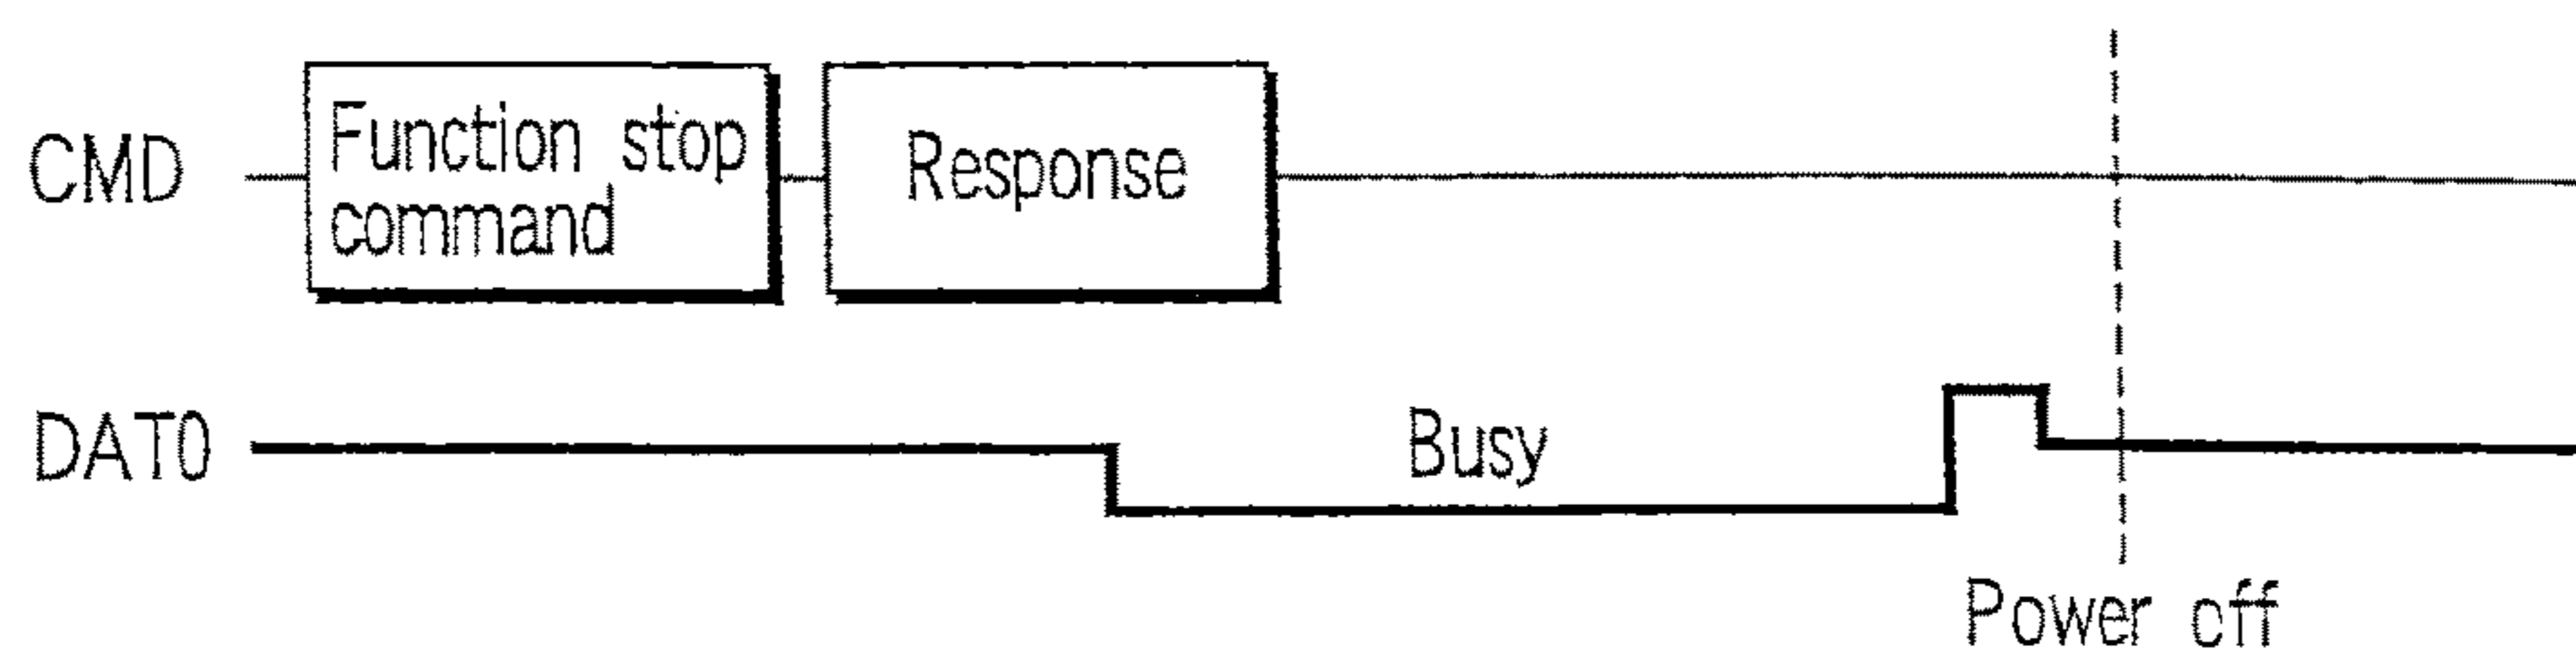 CMD
Function stop
command
Response
DAT0
Busy
Power off